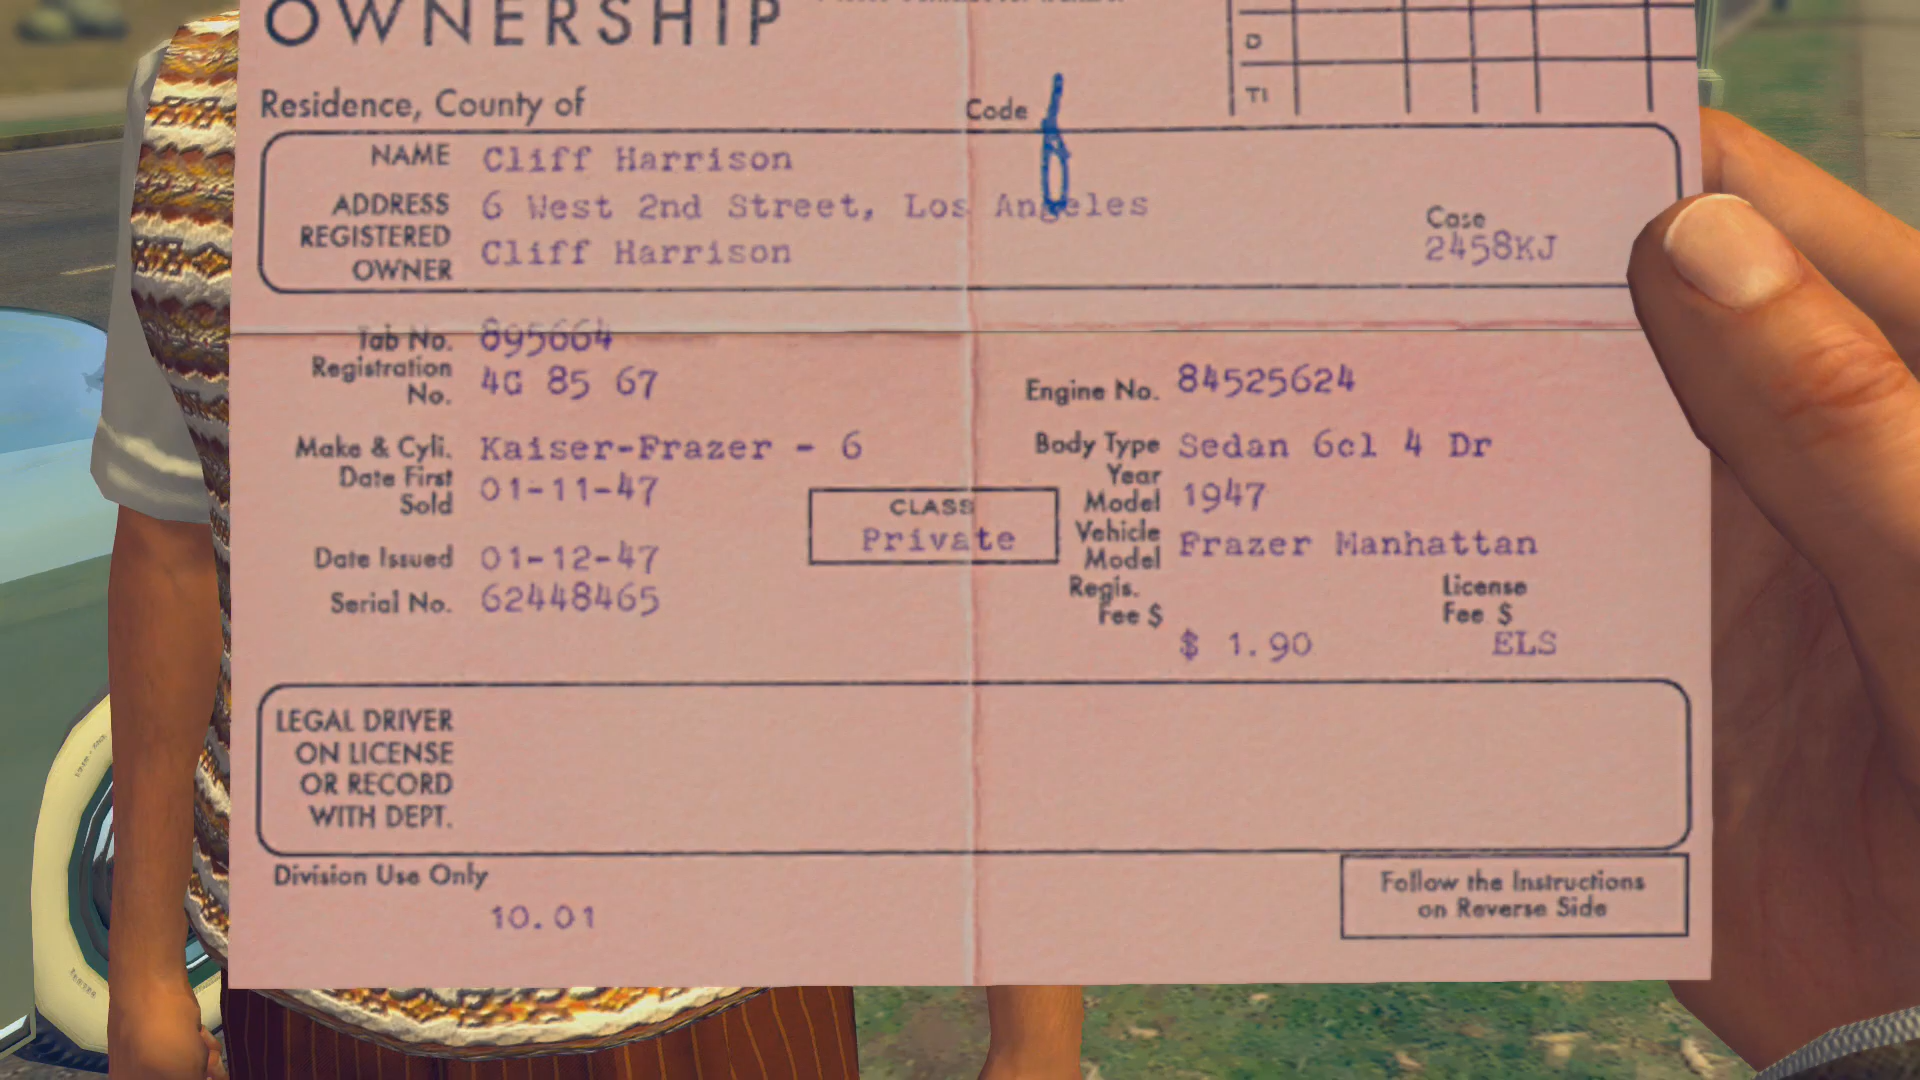 OWNERSHIP
D
T1
Residence, County of
Code
NAME Cliff Harrison
ADDRESS 6 West 2nd Street, Los Angeles
REGISTERED OWNER Cliff Harrison
Case
2458KJ
Tab No. 895664
Registration No. 4G 85 67
Engine No. 84525624
Make & Cyli. Kaiser-Frazer - 6
Body Type Sedan 6cl 4 Dr
Date First Sold 01-11-47
Year Model 1947
CLASS
Private
Vehicle Model Frazer Manhattan
Date Issued 01-12-47
Serial No. 62448465
Regis. Fee $
$ 1.90
License Fee $
ELS
LEGAL DRIVER
ON LICENSE
OR RECORD
WITH DEPT.
Division Use Only
10.01
Follow the Instructions
on Reverse Side